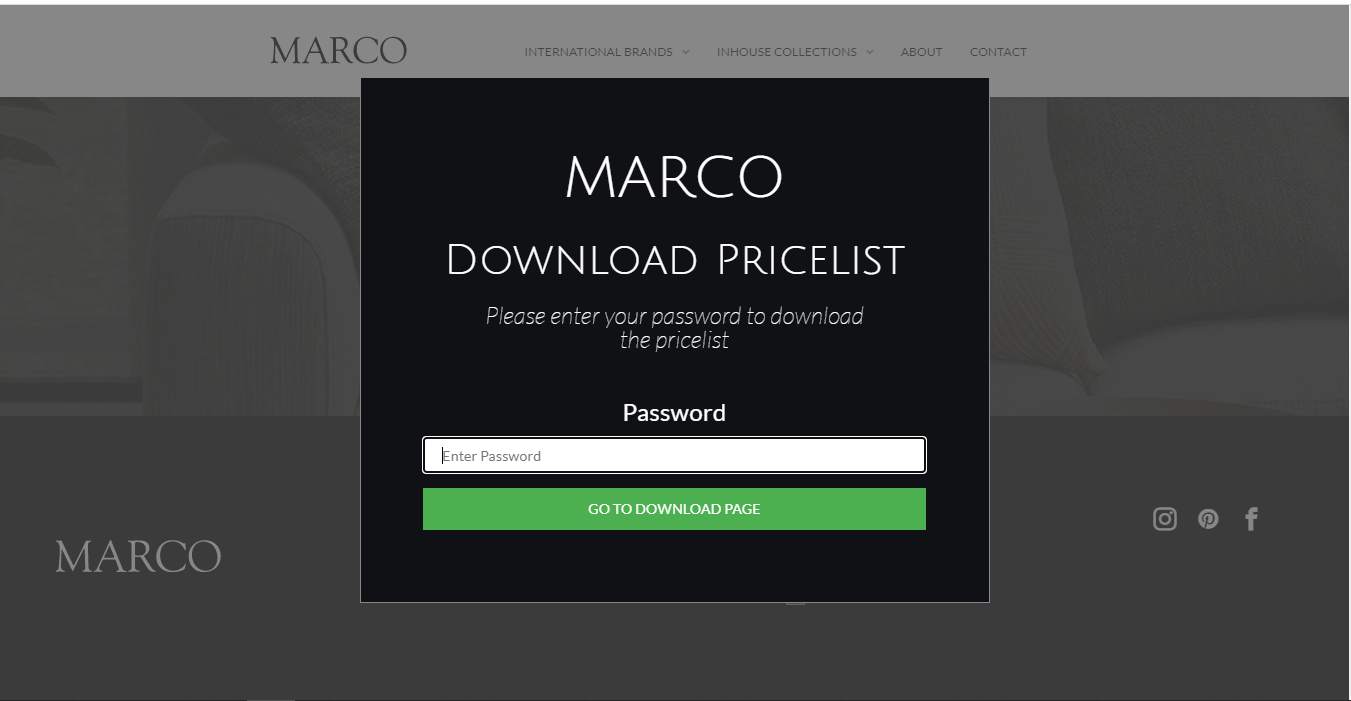 MARCO
INTERNATIONAL BRANDS
INHOUSE COLLECTIONS
ABOUT
CONTACT
MARCO
DOWNLOAD PRICELIST
Please enter your password to download
the pricelist
Password
Enter Password
GO TO DOWNLOAD PAGE
MARCO